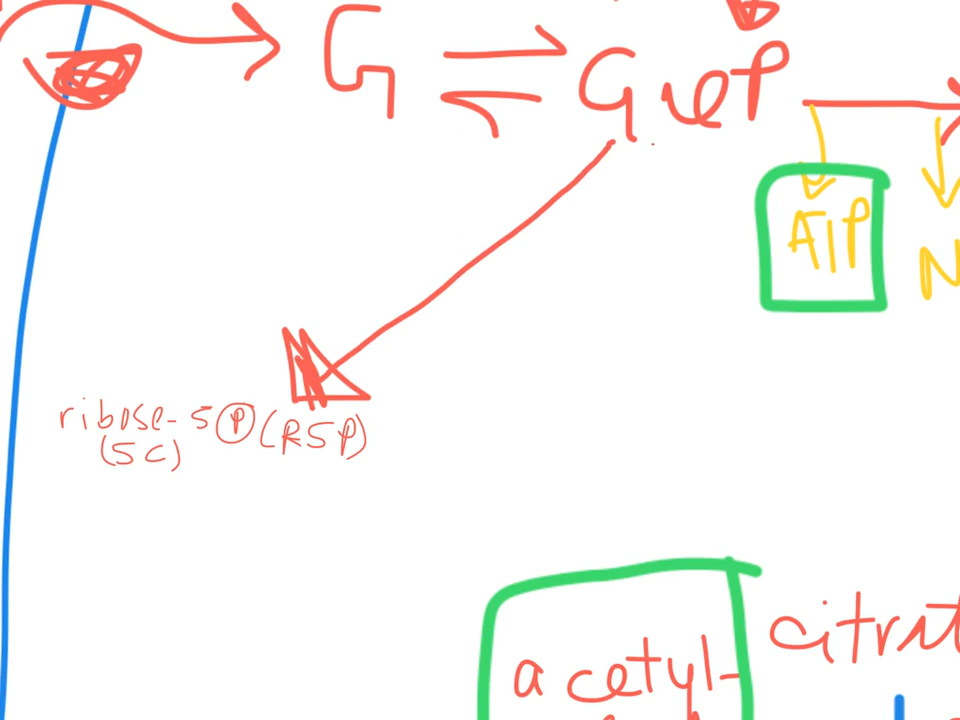 G ⇌ G6P
ATP
N
ribose-5Ⓟ(R5P)
(5C)
citrat
acetyl-